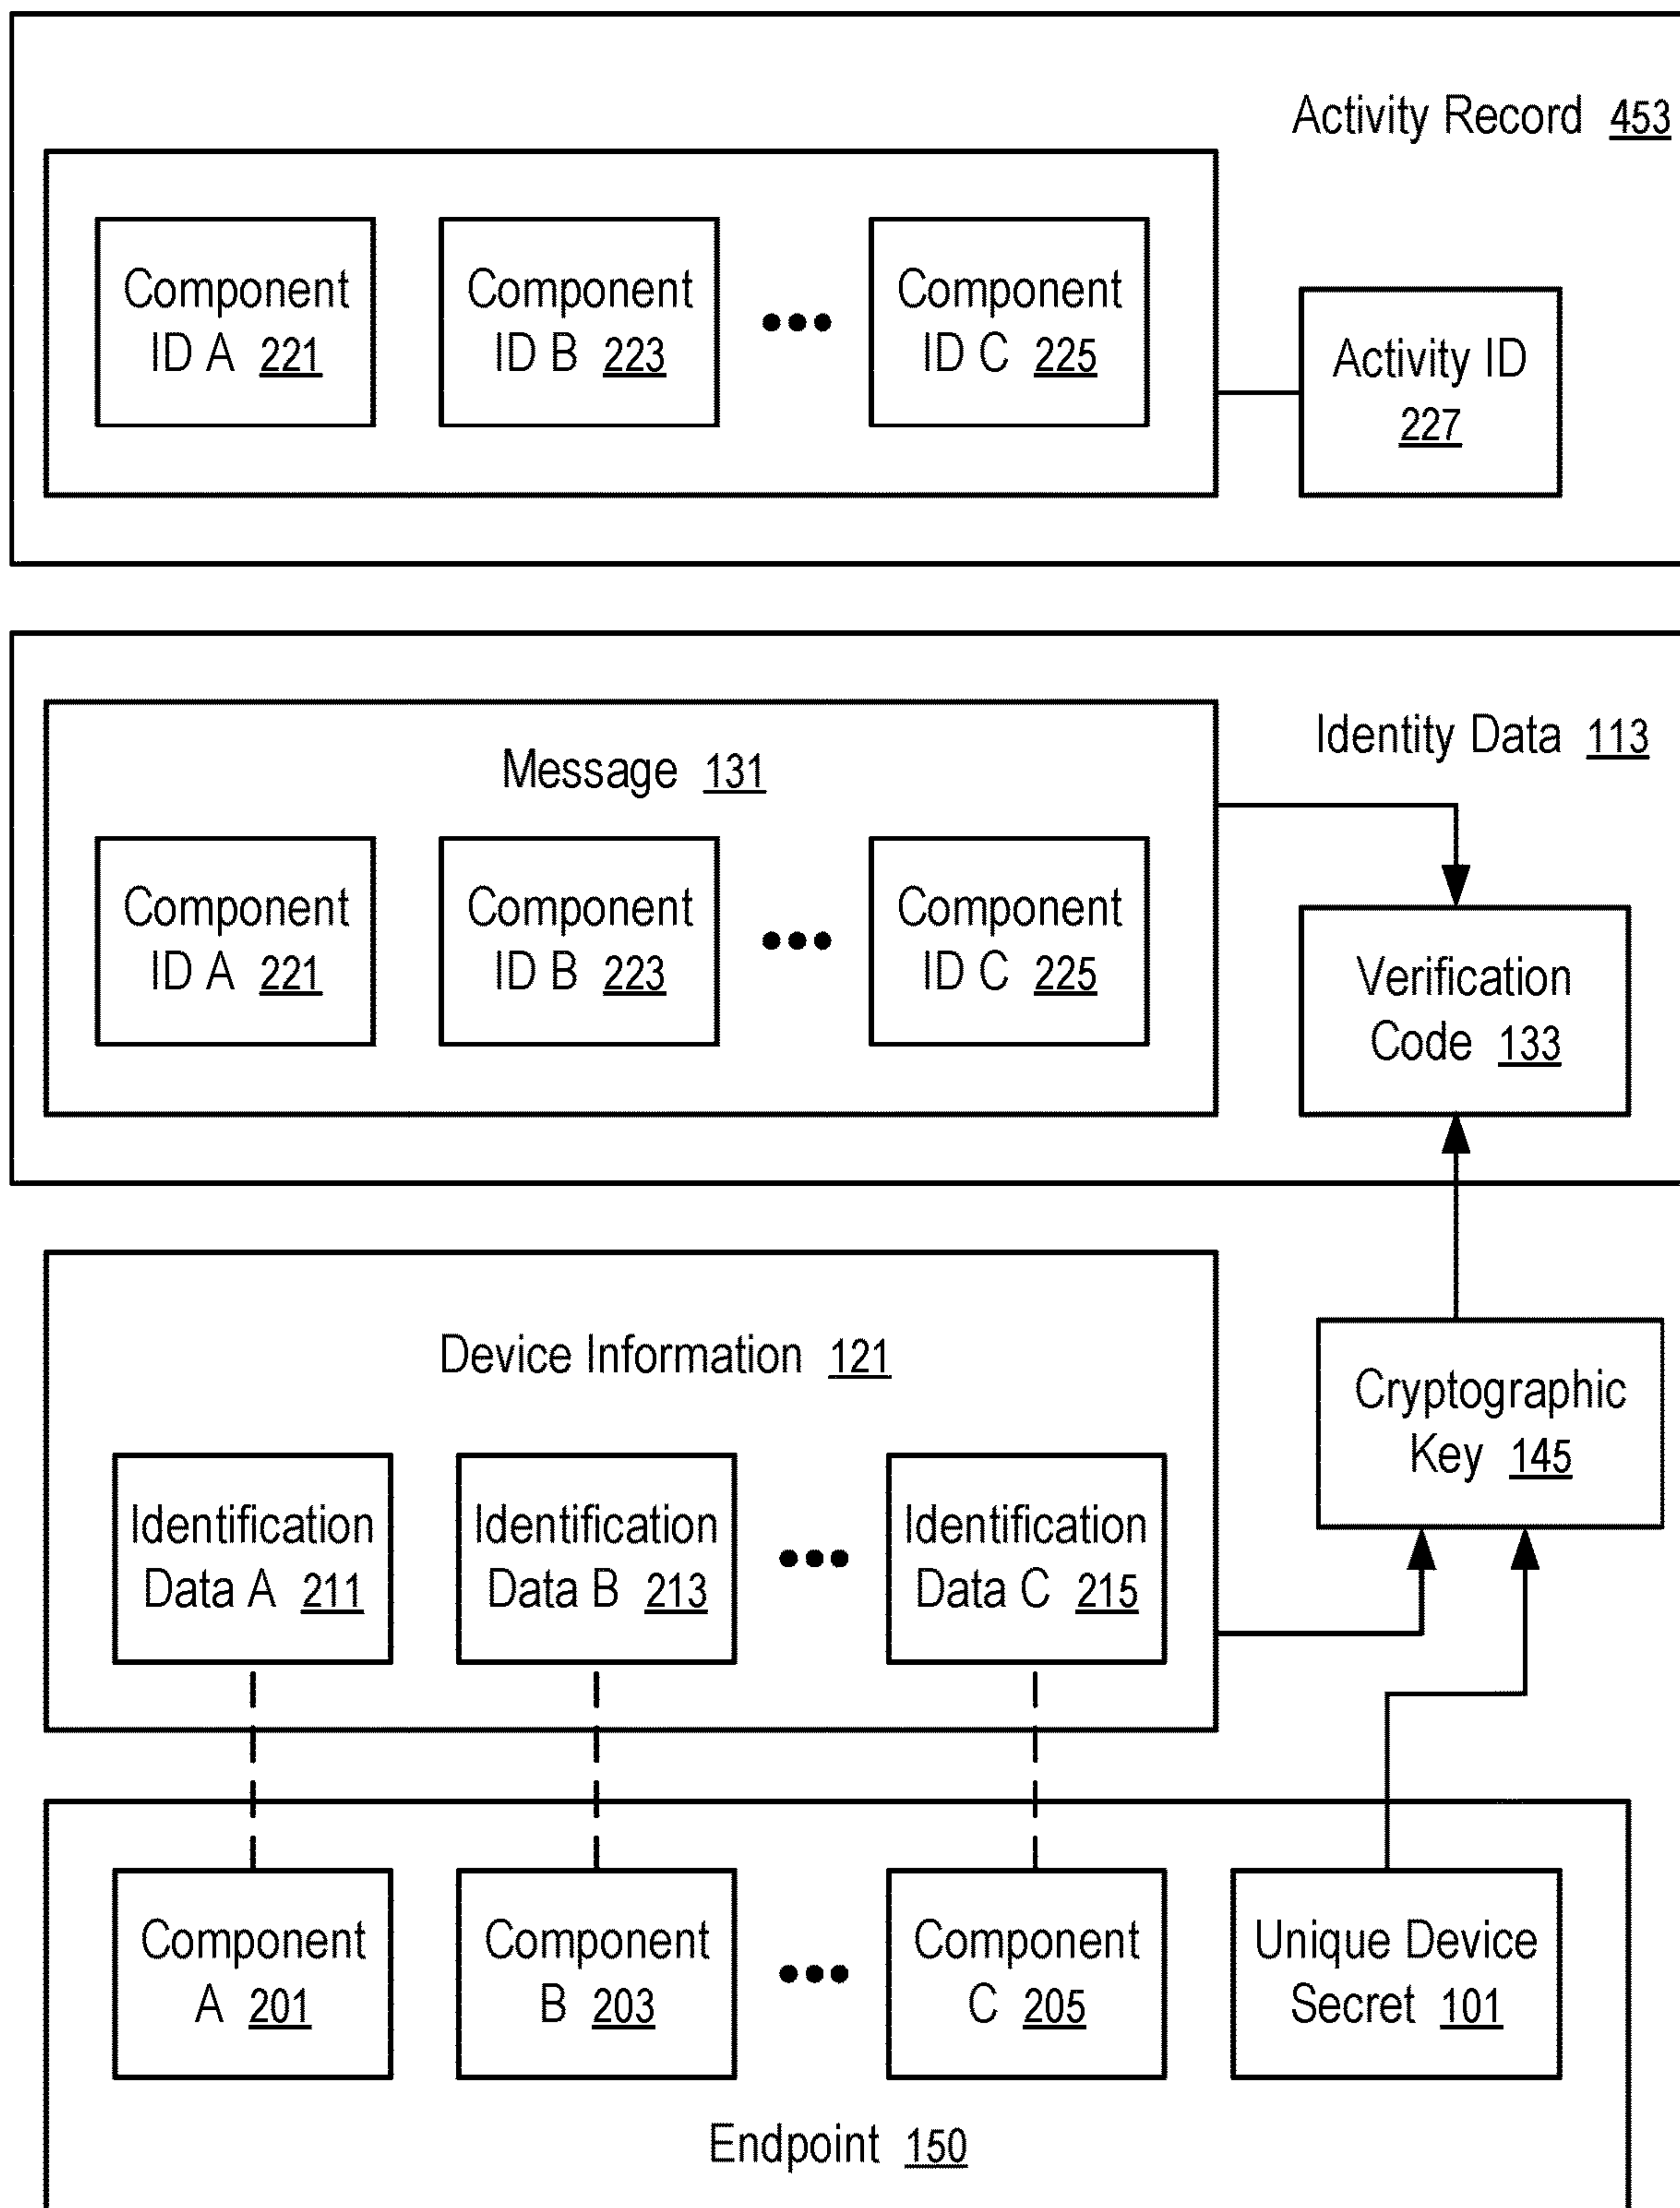 Activity Record 453
Component
ID A 221
Component
ID B 223
Component
ID C 225
Activity ID
227
Identity Data 113
Message 131
Component
ID A 221
Component
ID B 223
Component
ID C 225
Verification
Code 133
Device Information 121
Cryptographic
Key 145
Identification
Data A 211
Identification
Data B 213
Identification
Data C 215
Component
A 201
Component
B 203
Component
C 205
Unique Device
Secret 101
Endpoint 150